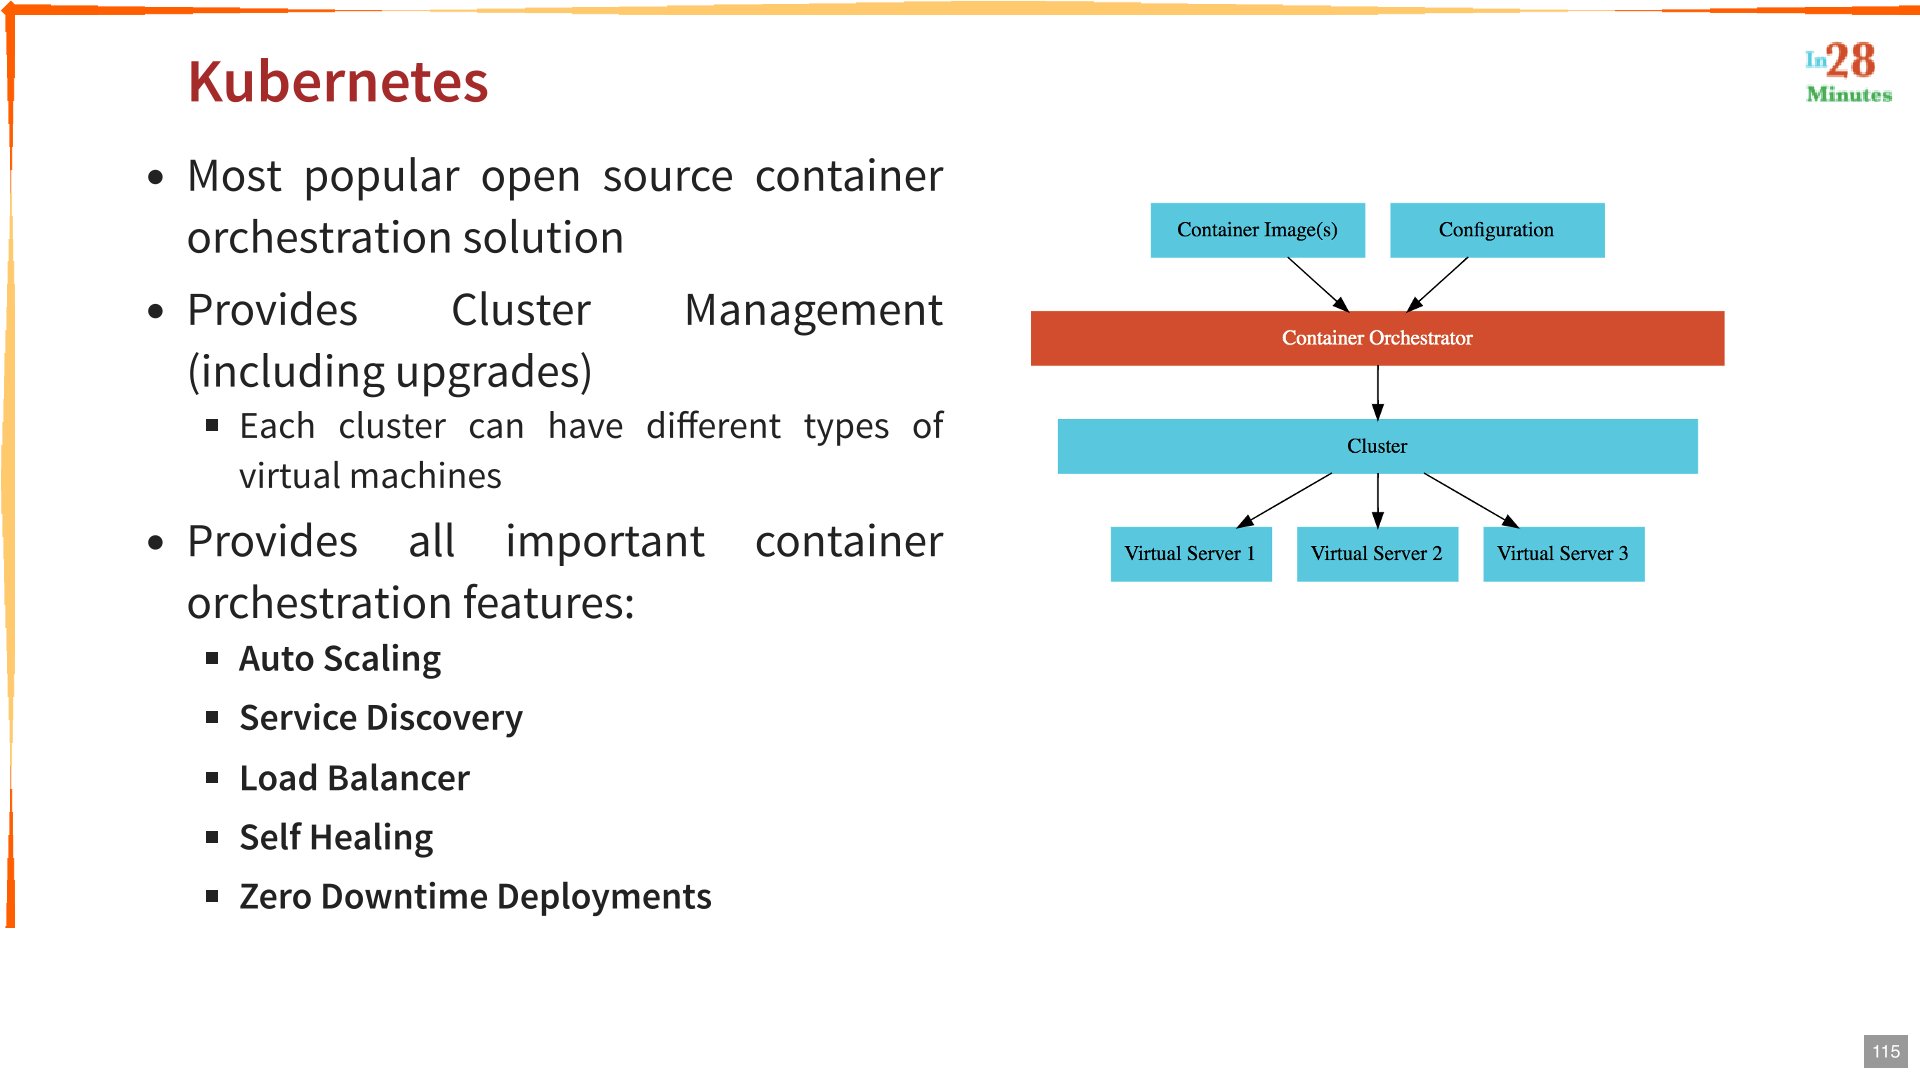 Kubernetes
In28
Minutes
• Most popular open source container
orchestration solution
• Provides Cluster Management
(including upgrades)
▪ Each cluster can have different types of
virtual machines
• Provides all important container
orchestration features:
▪ Auto Scaling
▪ Service Discovery
▪ Load Balancer
▪ Self Healing
▪ Zero Downtime Deployments
Container Image(s)
Configuration
Container Orchestrator
Cluster
Virtual Server 1
Virtual Server 2
Virtual Server 3
115